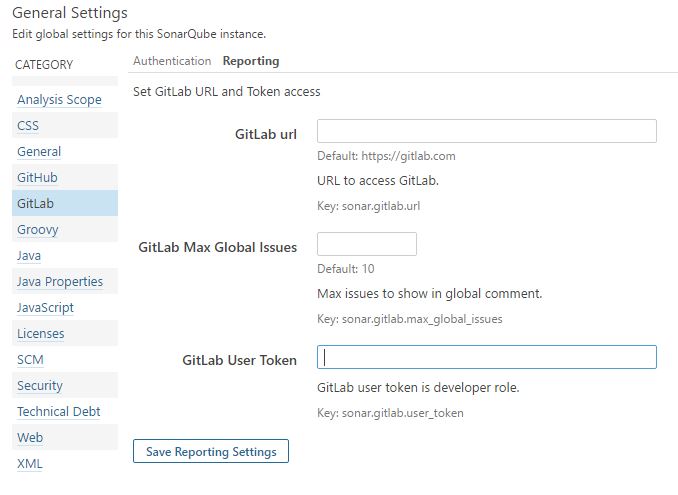 General Settings
Edit global settings for this SonarQube instance.
CATEGORY
Analysis Scope
CSS
General
GitHub
GitLab
Groovy
Java
Java Properties
JavaScript
Licenses
SCM
Security
Technical Debt
Web
XML
Authentication Reporting
Set GitLab URL and Token access
GitLab url
Default: https://gitlab.com
URL to access GitLab.
Key: sonar.gitlab.url
GitLab Max Global Issues
Default: 10
Max issues to show in global comment.
Key: sonar.gitlab.max_global_issues
GitLab User Token
GitLab user token is developer role.
Key: sonar.gitlab.user_token
Save Reporting Settings